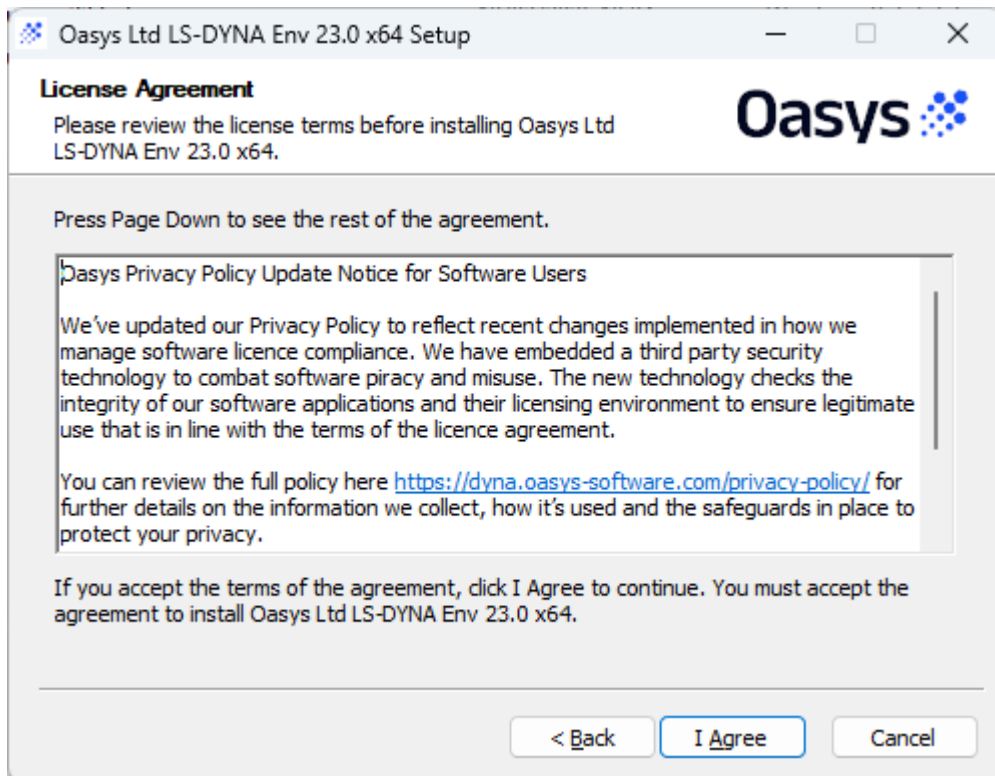 Oasys Ltd LS-DYNA Env 23.0 x64 Setup
License Agreement
Please review the license terms before installing Oasys Ltd
LS-DYNA Env 23.0 x64.
Oasys
Press Page Down to see the rest of the agreement.
Oasys Privacy Policy Update Notice for Software Users
We've updated our Privacy Policy to reflect recent changes implemented in how we
manage software licence compliance. We have embedded a third party security
technology to combat software piracy and misuse. The new technology checks the
integrity of our software applications and their licensing environment to ensure legitimate
use that is in line with the terms of the licence agreement.
You can review the full policy here https://dyna.oasys-software.com/privacy-policy/ for
further details on the information we collect, how it's used and the safeguards in place to
protect your privacy.
If you accept the terms of the agreement, click I Agree to continue. You must accept the
agreement to install Oasys Ltd LS-DYNA Env 23.0 x64.
< Back
I Agree
Cancel